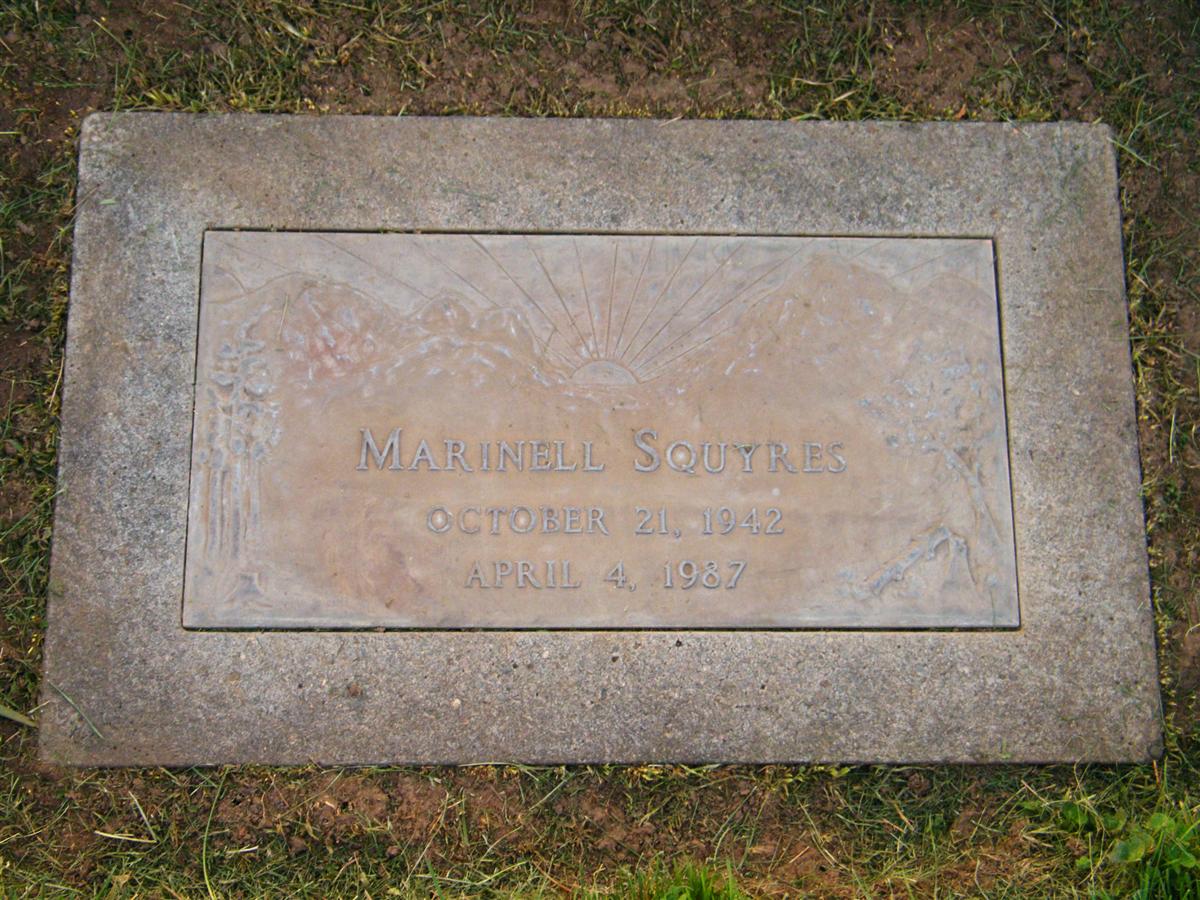 MARINELL SQUYRES
OCTOBER 21, 1942
APRIL 4, 1987